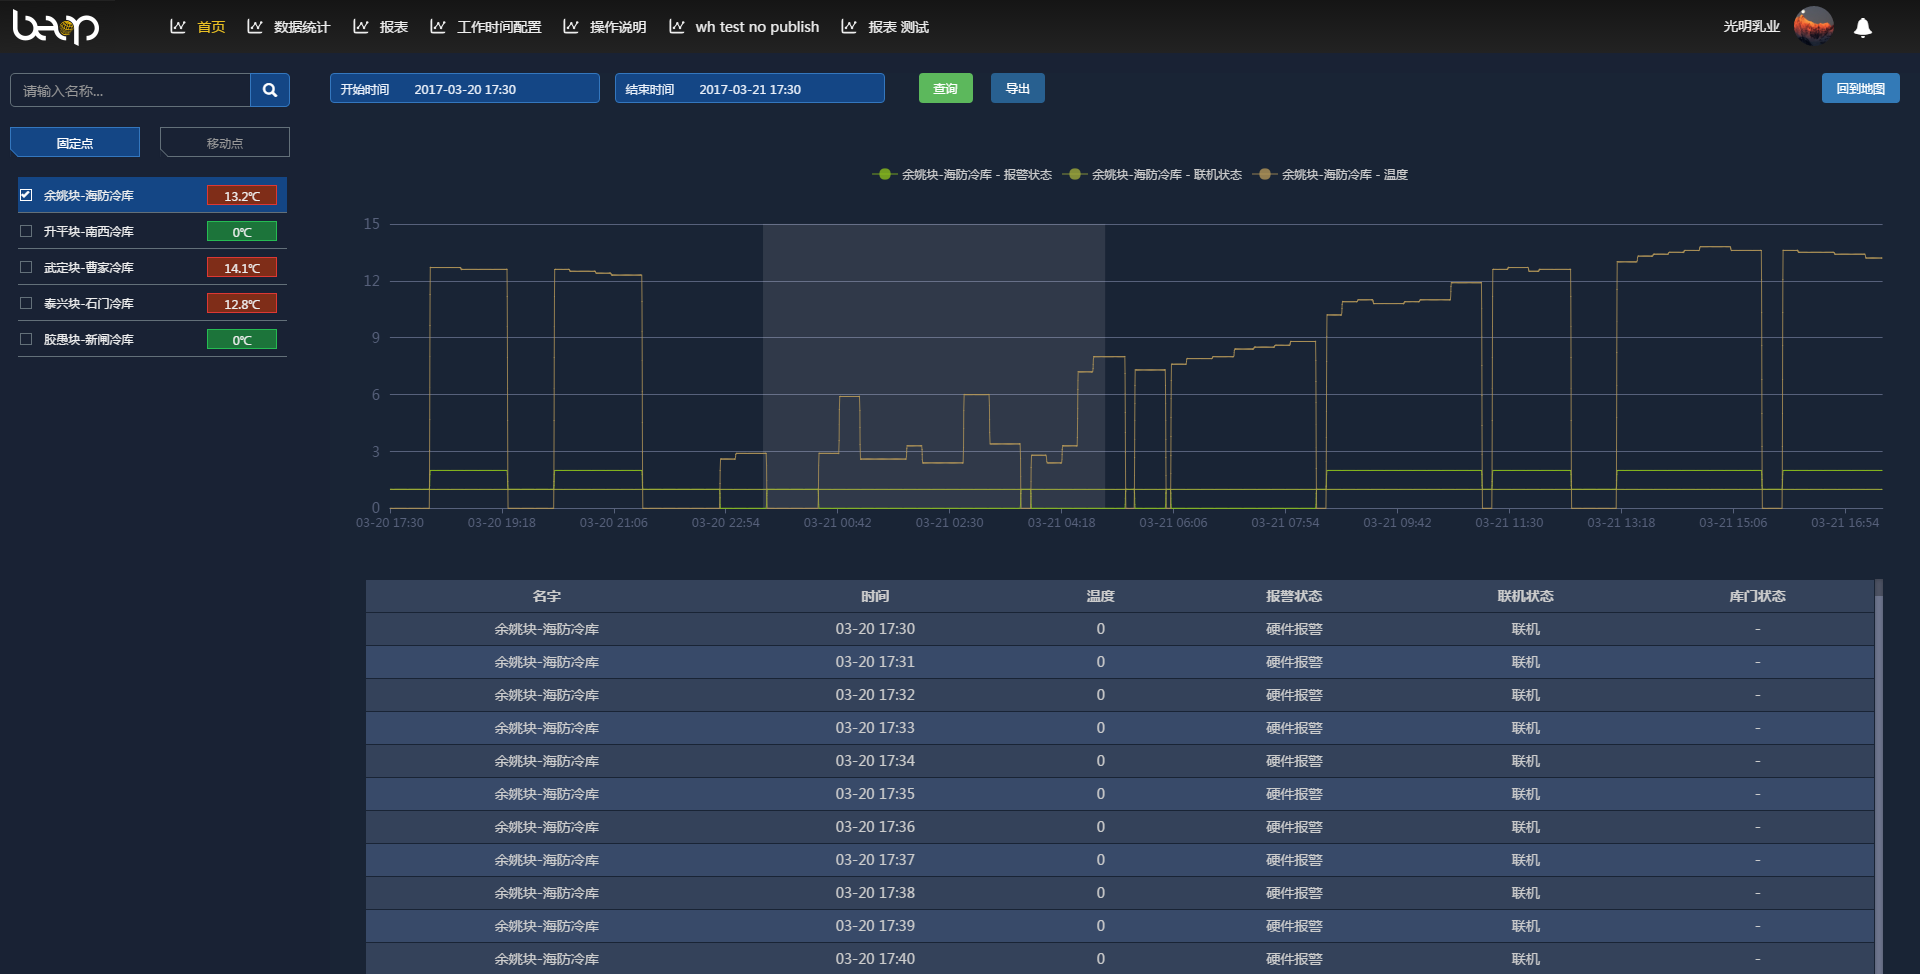 beop 首页 数据统计 报表 工作时间配置 操作说明 wh test no publish 报表 测试 光明乳业
请输入名称... 开始时间 2017-03-20 17:30 结束时间 2017-03-21 17:30 查询 导出 回到地图
固定点 移动点
余姚块-海防冷库 13.2℃
升平块-南西冷库 0℃
武定块-曹家冷库 14.1℃
泰兴块-石门冷库 12.8℃
胶愚块-新闸冷库 0℃
余姚块-海防冷库 - 报警状态 余姚块-海防冷库 - 联机状态 余姚块-海防冷库 - 温度
15
12
9
6
3
0
03-20 17:30 03-20 19:18 03-20 21:06 03-20 22:54 03-21 00:42 03-21 02:30 03-21 04:18 03-21 06:06 03-21 07:54 03-21 09:42 03-21 11:30 03-21 13:18 03-21 15:06 03-21 16:54
名字 时间 温度 报警状态 联机状态 库门状态
余姚块-海防冷库 03-20 17:30 0 硬件报警 联机 -
余姚块-海防冷库 03-20 17:31 0 硬件报警 联机 -
余姚块-海防冷库 03-20 17:32 0 硬件报警 联机 -
余姚块-海防冷库 03-20 17:33 0 硬件报警 联机 -
余姚块-海防冷库 03-20 17:34 0 硬件报警 联机 -
余姚块-海防冷库 03-20 17:35 0 硬件报警 联机 -
余姚块-海防冷库 03-20 17:36 0 硬件报警 联机 -
余姚块-海防冷库 03-20 17:37 0 硬件报警 联机 -
余姚块-海防冷库 03-20 17:38 0 硬件报警 联机 -
余姚块-海防冷库 03-20 17:39 0 硬件报警 联机 -
余姚块-海防冷库 03-20 17:40 0 硬件报警 联机 -